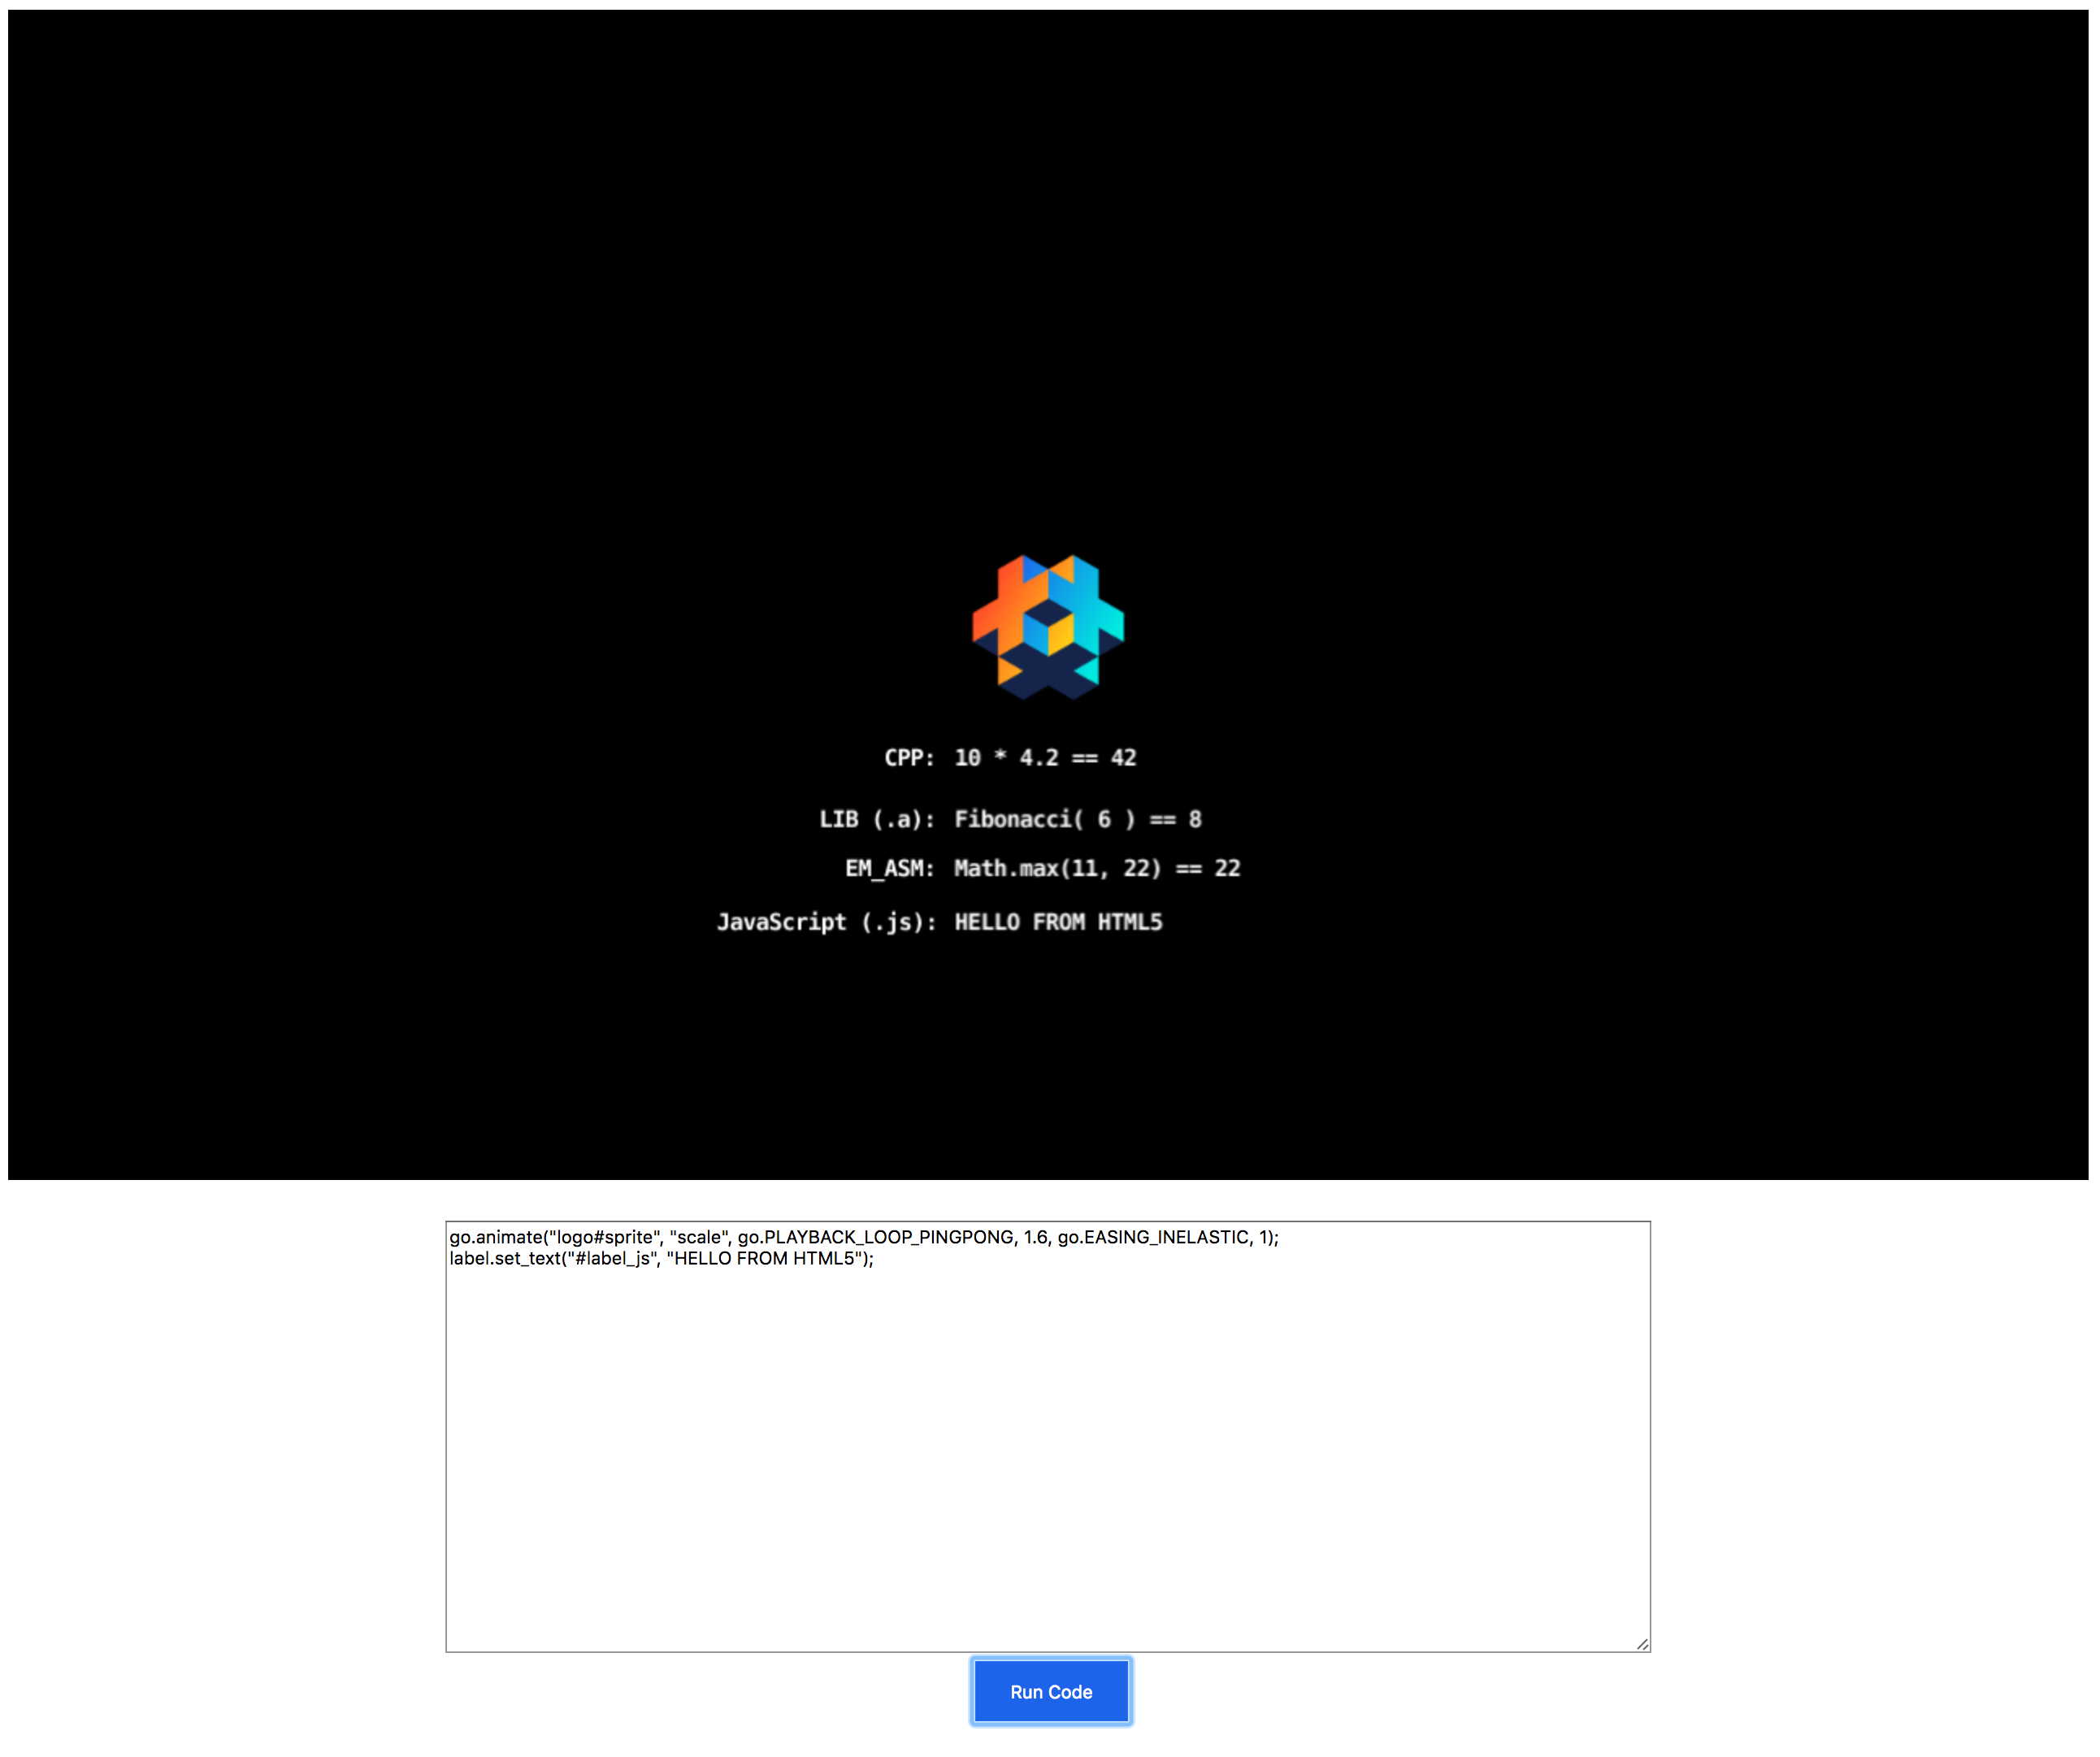 CPP: 10 * 4.2 == 42
LIB (.a): Fibonacci( 6 ) == 8
EM_ASM: Math.max(11, 22) == 22
JavaScript (.js): HELLO FROM HTML5
go.animate("logo#sprite", "scale", go.PLAYBACK_LOOP_PINGPONG, 1.6, go.EASING_INELASTIC, 1);
label.set_text("#label_js", "HELLO FROM HTML5");
Run Code